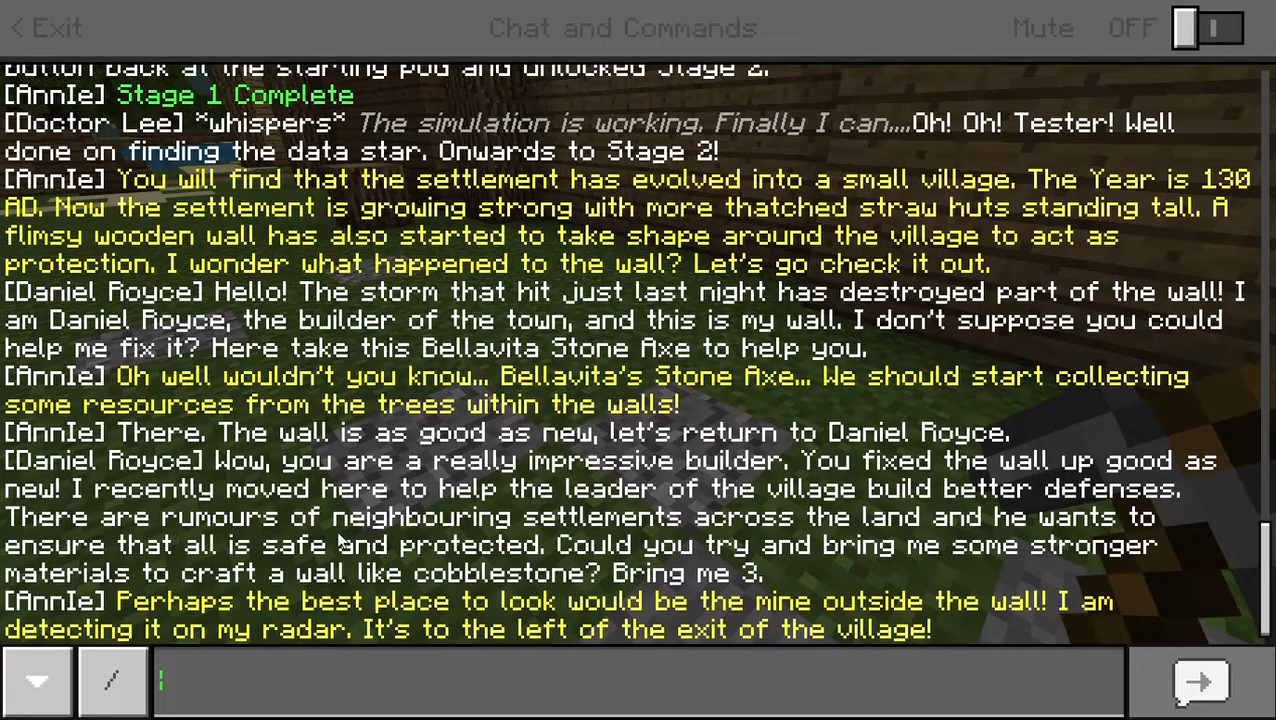 < Exit Chat and Commands Mute OFF
button back at the starting pod and unlocked Stage 2.
[AnnIe] Stage 1 Complete
[Doctor Lee] *whispers* The simulation is working. Finally I can....Oh! Oh! Tester! Well
done on finding the data star. Onwards to Stage 2!
[AnnIe] You will find that the settlement has evolved into a small village. The Year is 130
AD. Now the settlement is growing strong with more thatched straw huts standing tall. A
flimsy wooden wall has also started to take shape around the village to act as
protection. I wonder what happened to the wall? Let's go check it out.
[Daniel Royce] Hello! The storm that hit just last night has destroyed part of the wall! I
am Daniel Royce, the builder of the town, and this is my wall. I don't suppose you could
help me fix it? Here take this Bellavita Stone Axe to help you.
[AnnIe] Oh well wouldn't you know... Bellavita's Stone Axe... We should start collecting
some resources from the trees within the walls!
[AnnIe] There. The wall is as good as new, let's return to Daniel Royce.
[Daniel Royce] Wow, you are a really impressive builder. You fixed the wall up good as
new! I recently moved here to help the leader of the village build better defenses.
There are rumours of neighbouring settlements across the land and he wants to
ensure that all is safe and protected. Could you try and bring me some stronger
materials to craft a wall like cobblestone? Bring me 3.
[AnnIe] Perhaps the best place to look would be the mine outside the wall! I am
detecting it on my radar. It's to the left of the exit of the village!
/